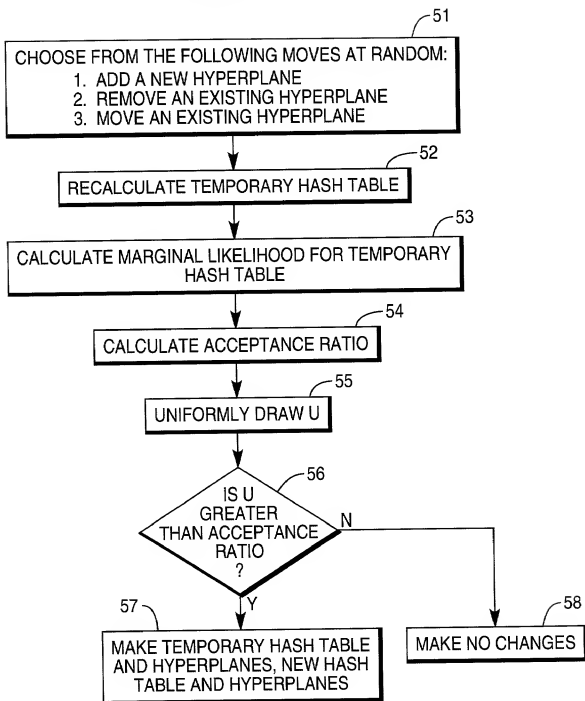 51
CHOOSE FROM THE FOLLOWING MOVES AT RANDOM:
1. ADD A NEW HYPERPLANE
2. REMOVE AN EXISTING HYPERPLANE
3. MOVE AN EXISTING HYPERPLANE
52
RECALCULATE TEMPORARY HASH TABLE
53
CALCULATE MARGINAL LIKELIHOOD FOR TEMPORARY
HASH TABLE
54
CALCULATE ACCEPTANCE RATIO
55
UNIFORMLY DRAW U
56
IS U
GREATER
THAN ACCEPTANCE
RATIO
?
N
Y
57
MAKE TEMPORARY HASH TABLE
AND HYPERPLANES, NEW HASH
TABLE AND HYPERPLANES
58
MAKE NO CHANGES